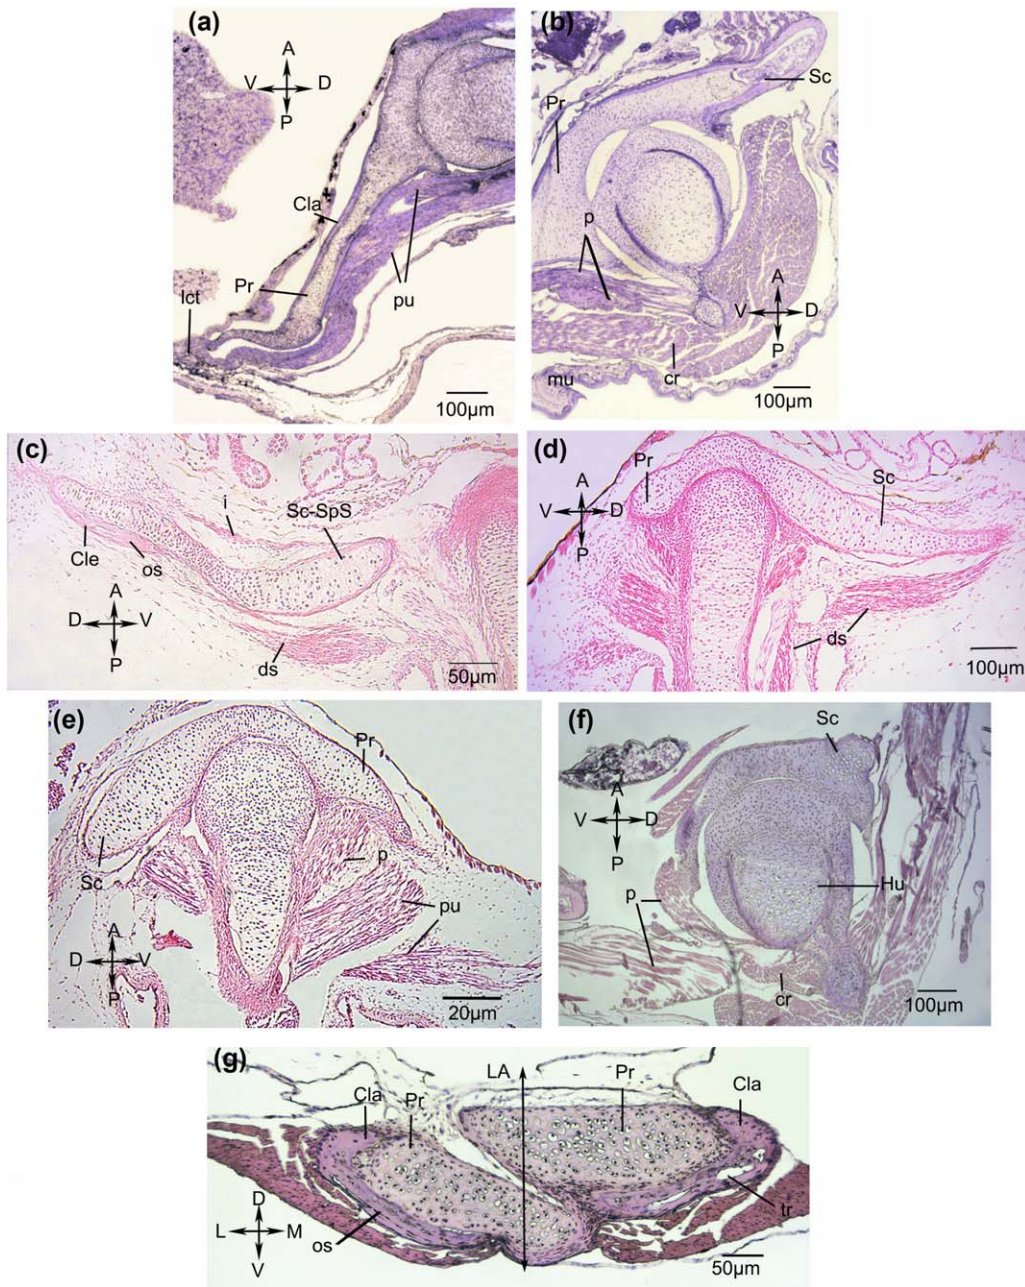 (a)
A
V D
P
Cla
Pr
lct
pu
100µm
(b)
Sc
Pr
p
A
V D
P
mu
cr
100µm
(c)
i
Sc-SpS
Cle
os
A
D V
P
ds
50µm
(d)
Pr
A
V D
P
Sc
ds
100µm
(e)
Pr
Sc
p
pu
A
D V
P
20µm
(f)
Sc
A
V D
P
Hu
p
cr
100µm
(g)
LA
Pr
Cla
Cla
Pr
D
L M
V
os
tr
50µm